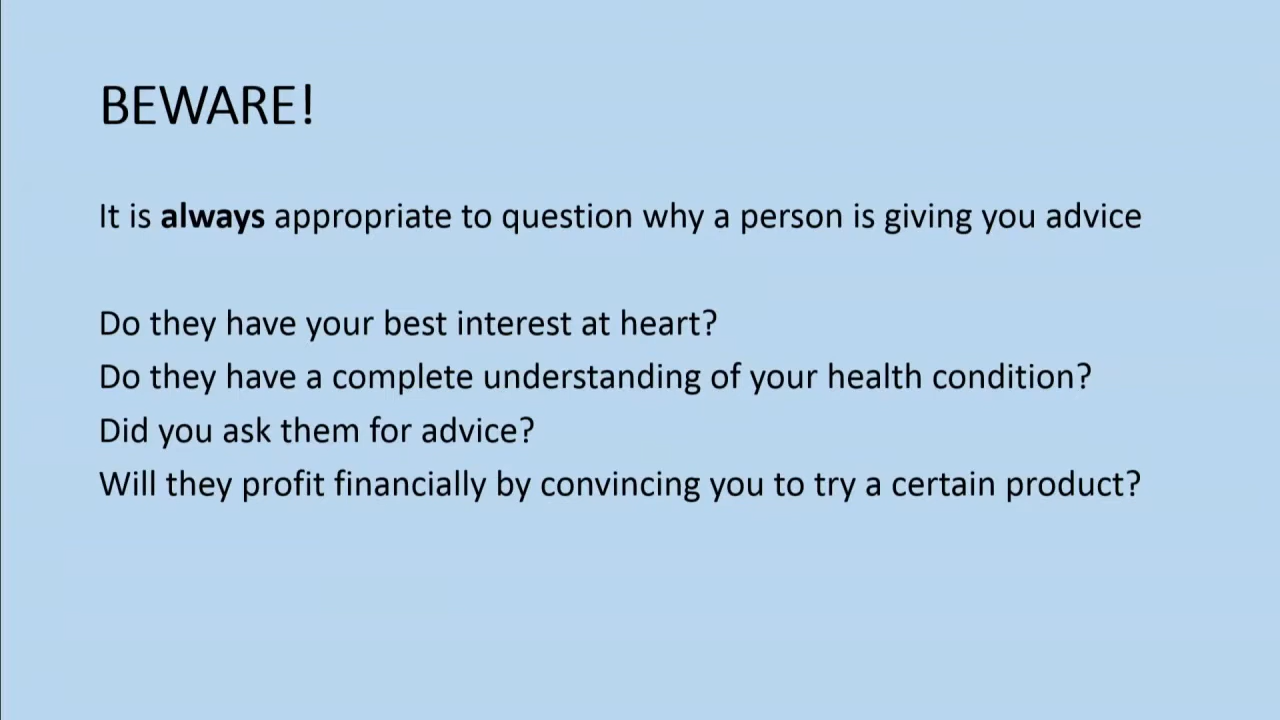 BEWARE!
It is always appropriate to question why a person is giving you advice
Do they have your best interest at heart?
Do they have a complete understanding of your health condition?
Did you ask them for advice?
Will they profit financially by convincing you to try a certain product?